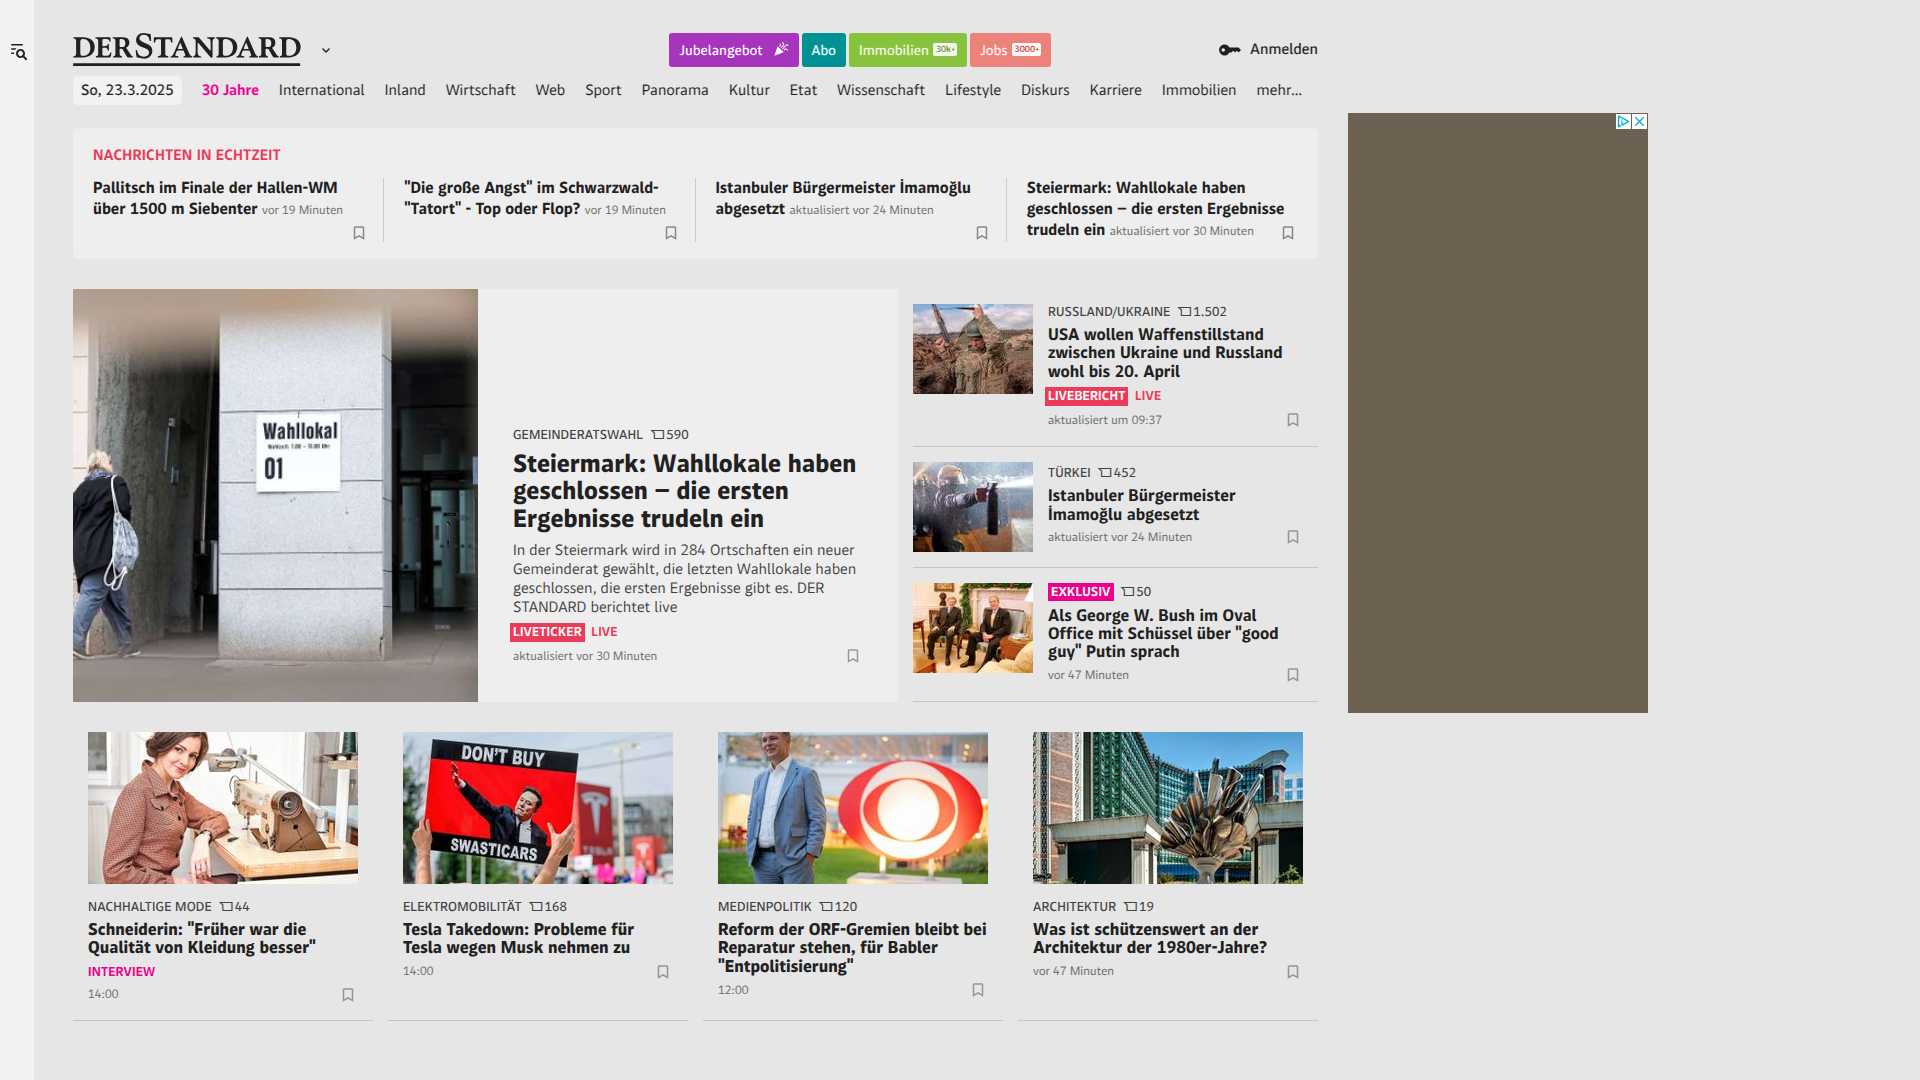 DERSTANDARD
Jubelangebot
Abo
Immobilien 30k+
Jobs 3000+
Anmelden
So, 23.3.2025
30 Jahre
International
Inland
Wirtschaft
Web
Sport
Panorama
Kultur
Etat
Wissenschaft
Lifestyle
Diskurs
Karriere
Immobilien
mehr...
NACHRICHTEN IN ECHTZEIT
Pallitsch im Finale der Hallen-WM
über 1500 m Siebenter vor 19 Minuten
"Die große Angst" im Schwarzwald-
"Tatort" - Top oder Flop? vor 19 Minuten
Istanbuler Bürgermeister İmamoğlu
abgesetzt aktualisiert vor 24 Minuten
Steiermark: Wahllokale haben
geschlossen – die ersten Ergebnisse
trudeln ein aktualisiert vor 30 Minuten
Wahllokal
01
GEMEINDERATSWAHL 590
Steiermark: Wahllokale haben
geschlossen – die ersten
Ergebnisse trudeln ein
In der Steiermark wird in 284 Ortschaften ein neuer
Gemeinderat gewählt, die letzten Wahllokale haben
geschlossen, die ersten Ergebnisse gibt es. DER
STANDARD berichtet live
LIVETICKER LIVE
aktualisiert vor 30 Minuten
RUSSLAND/UKRAINE 1.502
USA wollen Waffenstillstand
zwischen Ukraine und Russland
wohl bis 20. April
LIVEBERICHT LIVE
aktualisiert um 09:37
TÜRKEI 452
Istanbuler Bürgermeister
İmamoğlu abgesetzt
aktualisiert vor 24 Minuten
EXKLUSIV 50
Als George W. Bush im Oval
Office mit Schüssel über "good
guy" Putin sprach
vor 47 Minuten
NACHHALTIGE MODE 44
Schneiderin: "Früher war die
Qualität von Kleidung besser"
INTERVIEW
14:00
DON'T BUY
SWASTICARS
TESLA
ELEKTROMOBILITÄT 168
Tesla Takedown: Probleme für
Tesla wegen Musk nehmen zu
14:00
MEDIENPOLITIK 120
Reform der ORF-Gremien bleibt bei
Reparatur stehen, für Babler
"Entpolitisierung"
12:00
ARCHITEKTUR 19
Was ist schützenswert an der
Architektur der 1980er-Jahre?
vor 47 Minuten